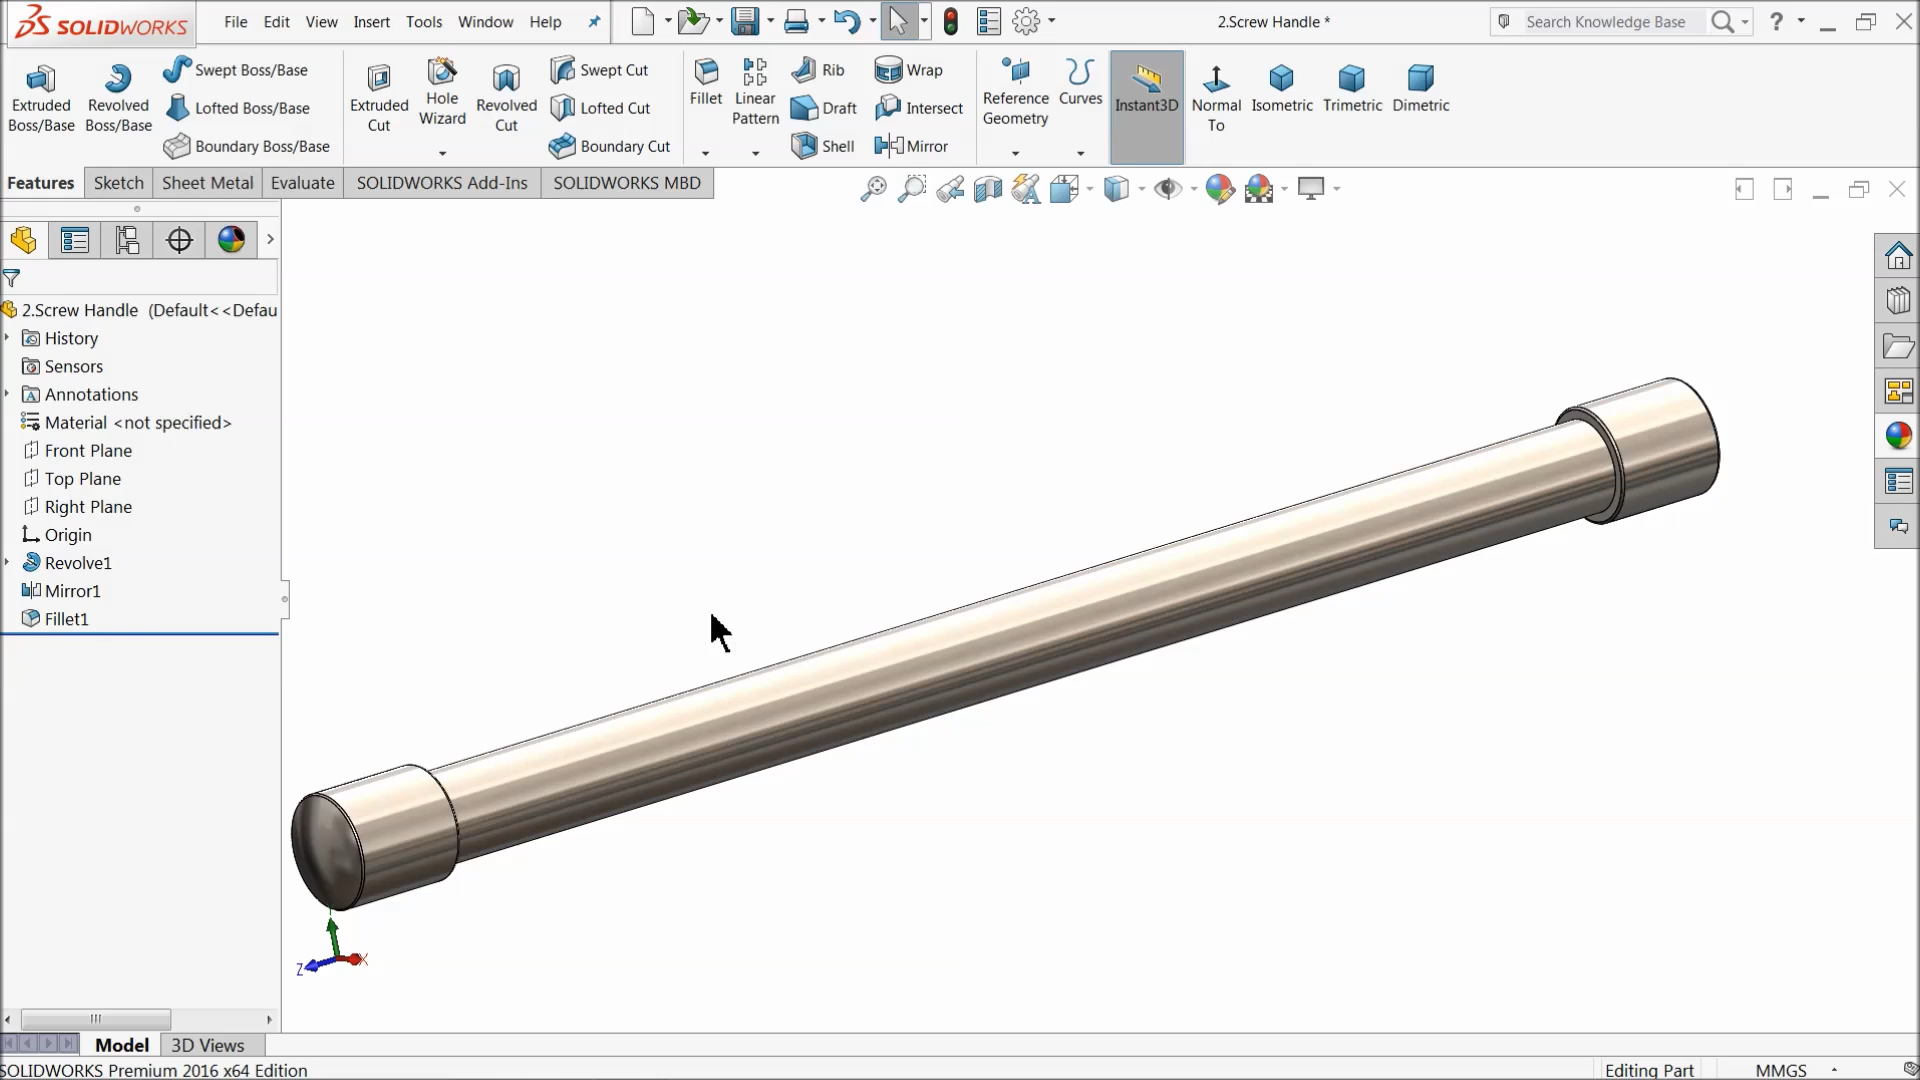 SOLIDWORKS File Edit View Insert Tools Window Help 2.Screw Handle * Search Knowledge Base ?
Extruded Boss/Base
Revolved Boss/Base
Swept Boss/Base
Lofted Boss/Base
Boundary Boss/Base
Extruded Cut
Hole Wizard
Revolved Cut
Swept Cut
Lofted Cut
Boundary Cut
Fillet
Linear Pattern
Rib
Draft
Shell
Wrap
Intersect
Mirror
Reference Geometry
Curves
Instant3D
Normal To
Isometric
Trimetric
Dimetric
Features Sketch Sheet Metal Evaluate SOLIDWORKS Add-Ins SOLIDWORKS MBD
2.Screw Handle (Default<<Defau
History
Sensors
Annotations
Material <not specified>
Front Plane
Top Plane
Right Plane
Origin
Revolve1
Mirror1
Fillet1
Z X
Model 3D Views
SOLIDWORKS Premium 2016 x64 Edition Editing Part MMGS